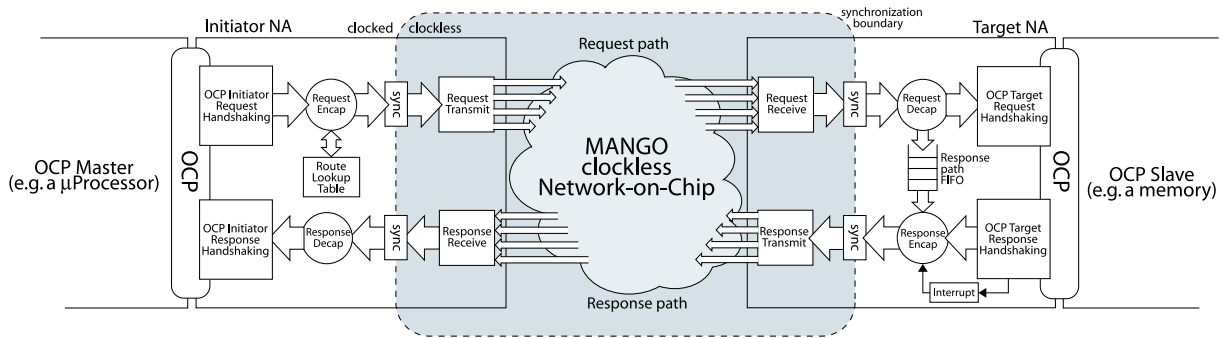 Initiator NA
clocked
clockless
synchronization
boundary
Target NA
Request path
OCP Initiator
Request
Handshaking
Request
Encap
sync
Request
Transmit
Request
Receive
sync
Request
Decap
OCP Target
Request
Handshaking
OCP Master
(e.g. a μProcessor)
OCP
Route
Lookup
Table
MANGO
clockless
Network-on-Chip
Response
path
FIFO
OCP
OCP Slave
(e.g. a memory)
OCP Initiator
Response
Handshaking
Response
Decap
sync
Response
Receive
Response
Transmit
sync
Response
Encap
OCP Target
Response
Handshaking
Interrupt
Response path